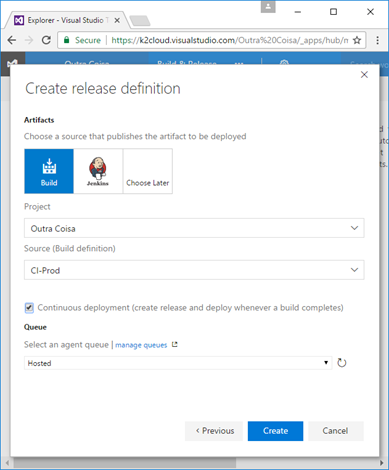 Explorer - Visual Studio T
Secure
https://k2cloud.visualstudio.com/Outra%20Coisa/_apps/hub/m
Outra Coisa
Build & Release
Create release definition
Artifacts
Choose a source that publishes the artifact to be deployed
Build
Jenkins
Choose Later
Project
Outra Coisa
Source (Build definition)
CI-Prod
Continuous deployment (create release and deploy whenever a build completes)
Queue
Select an agent queue | manage queues
Hosted
< Previous
Create
Cancel